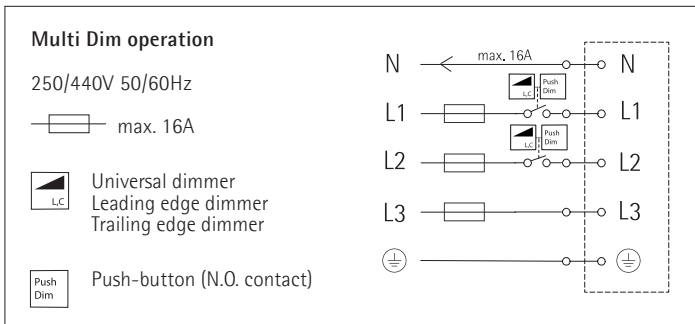 Multi Dim operation
250/440V 50/60Hz
max. 16A
L,C
Universal dimmer
Leading edge dimmer
Trailing edge dimmer
Push
Dim
Push-button (N.O. contact)
N max. 16A N
L,C Push
Dim
L1 L1
L,C Push
Dim
L2 L2
L3 L3